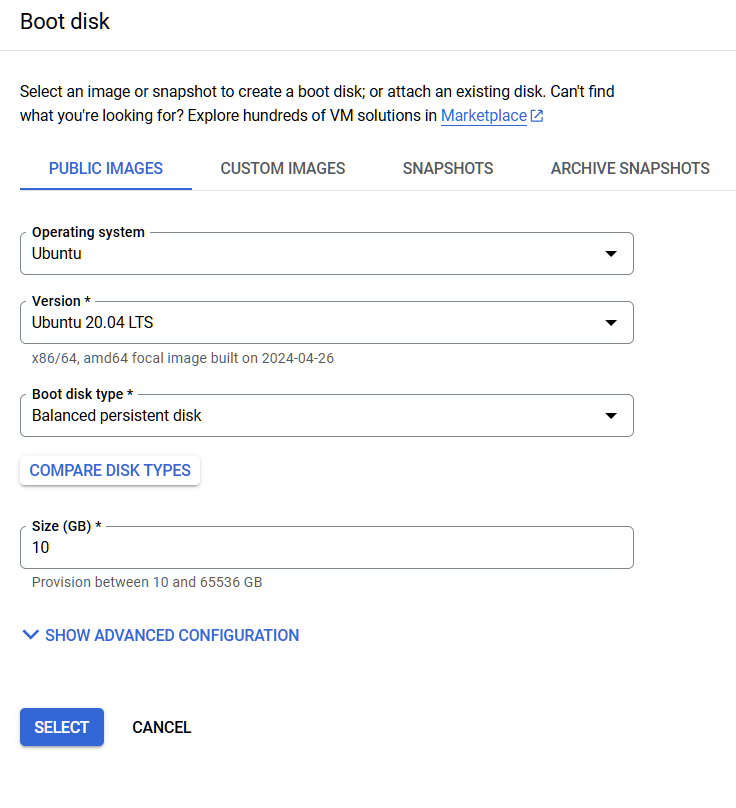 Boot disk
Select an image or snapshot to create a boot disk; or attach an existing disk. Can't find
what you're looking for? Explore hundreds of VM solutions in Marketplace
PUBLIC IMAGES CUSTOM IMAGES SNAPSHOTS ARCHIVE SNAPSHOTS
Operating system
Ubuntu
Version *
Ubuntu 20.04 LTS
x86/64, amd64 focal image built on 2024-04-26
Boot disk type *
Balanced persistent disk
COMPARE DISK TYPES
Size (GB) *
10
Provision between 10 and 65536 GB
SHOW ADVANCED CONFIGURATION
SELECT CANCEL